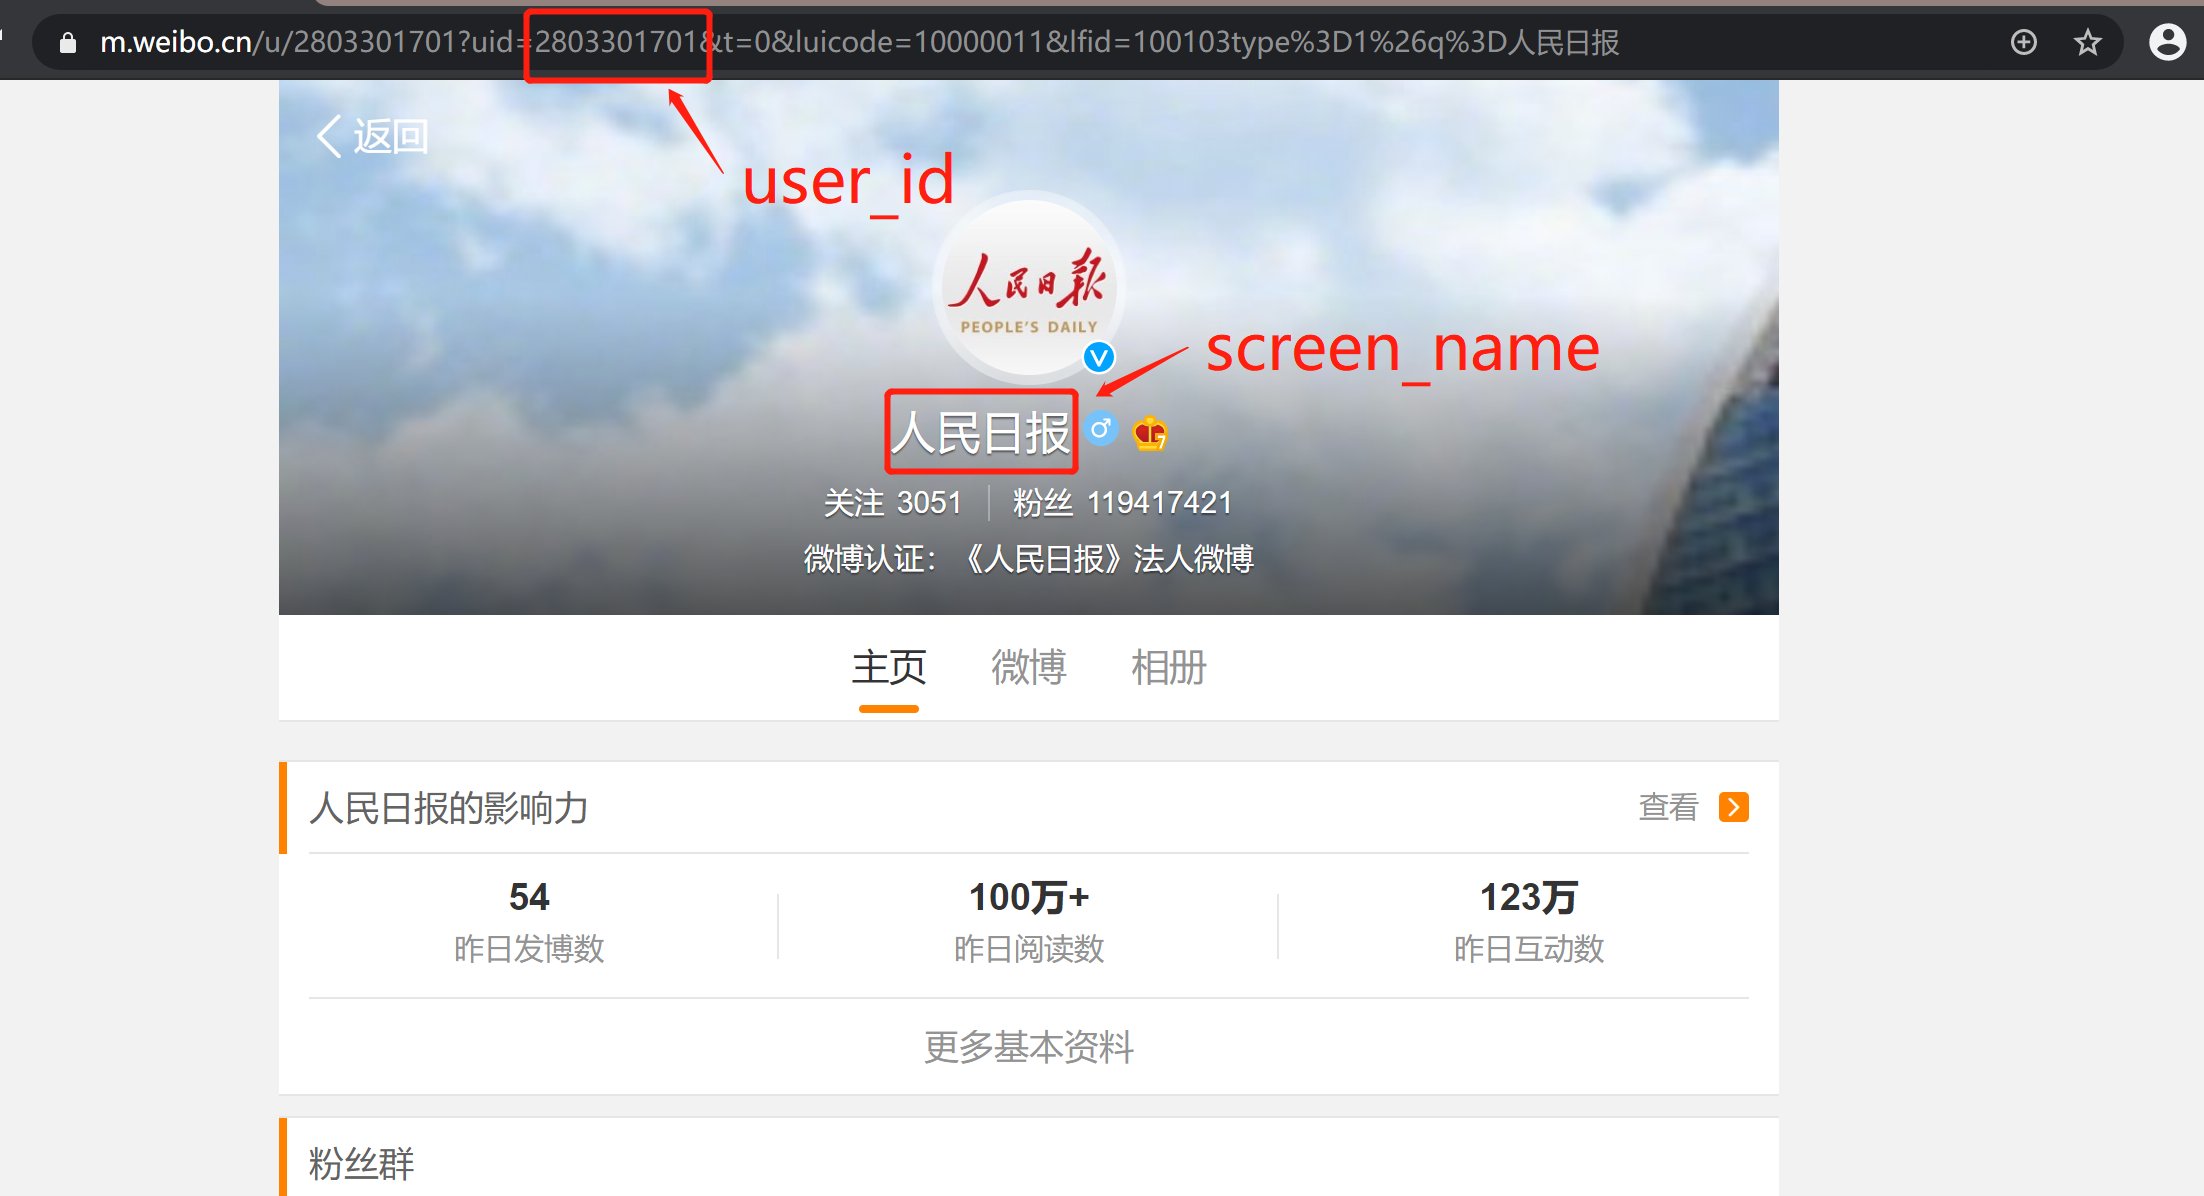 m.weibo.cn/u/2803301701?uid=2803301701&t=0&luicode=10000011&lfid=100103type%3D1%26q%3D人民日报
返回
user_id
人民日报
PEOPLE'S DAILY
V
screen_name
人民日报 ♂ 7
关注 3051 粉丝 119417421
微博认证：《人民日报》法人微博
主页 微博 相册
人民日报的影响力 查看
54 100万+ 123万
昨日发博数 昨日阅读数 昨日互动数
更多基本资料
粉丝群